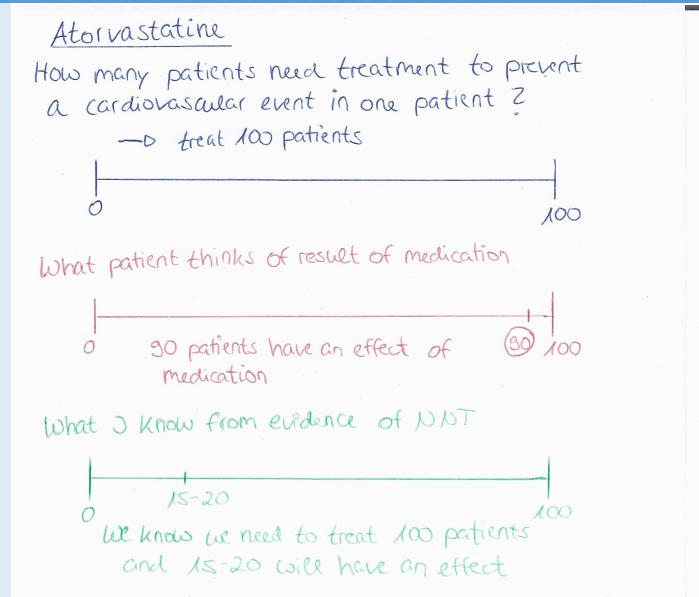 Atorvastatine
How many patients need treatment to prevent
a cardiovascular event in one patient ?
→ treat 100 patients
0 100
What patient thinks of result of medication
0 90 patients have an effect of 90 100
medication
What I know from evidence of NNT
15-20
0 100
We know we need to treat 100 patients
and 15-20 will have an effect